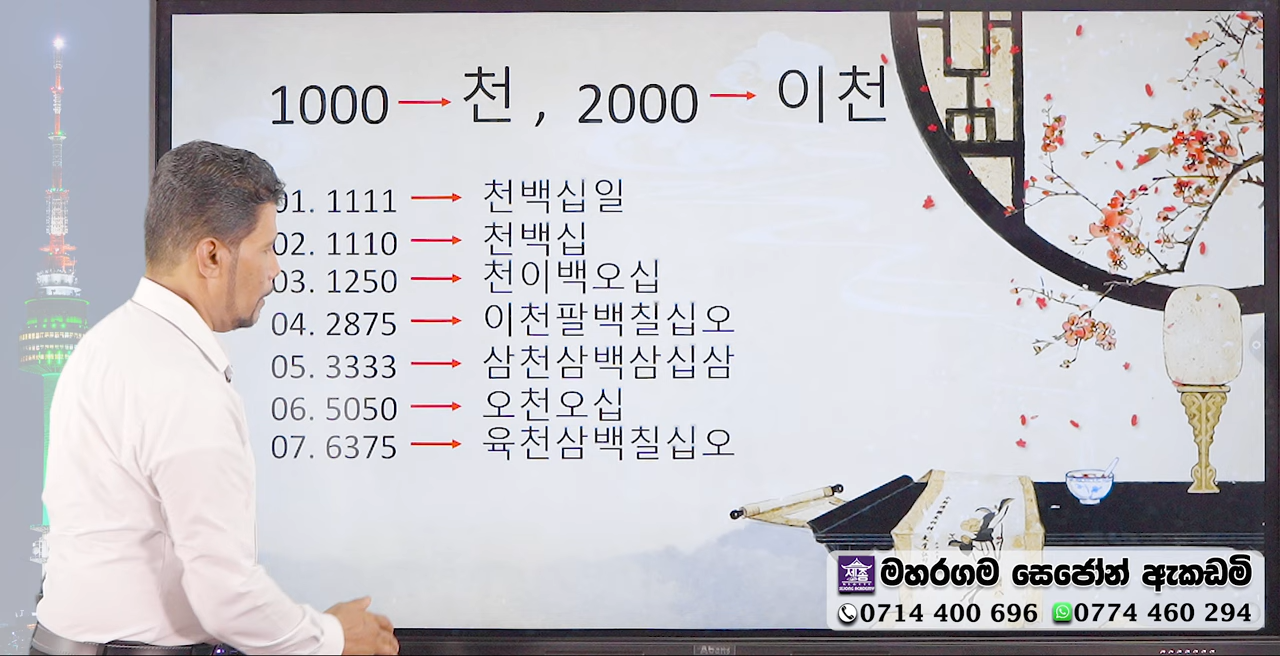 1000 → 천 , 2000 → 이천
01. 1111 → 천백십일
02. 1110 → 천백십
03. 1250 → 천이백오십
04. 2875 → 이천팔백칠십오
05. 3333 → 삼천삼백삼십삼
06. 5050 → 오천오십
07. 6375 → 육천삼백칠십오
세종
මහරගම සෙජෝන් ඇකඩමි
0714 400 696 0774 460 294